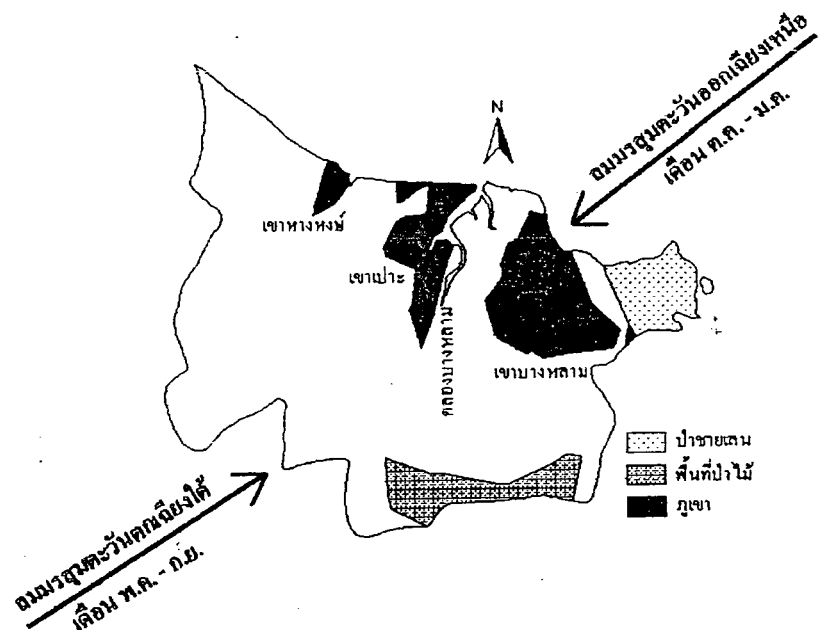 ลมมรสุมตะวันออกเฉียงเหนือ
เดือน ต.ค. - ม.ค.
N
เขาหางหงษ์
เขาเปาะ
คลองบางหลาม
เขาบางหลาม
ป่าชายเลน
พื้นที่ป่าไม้
ภูเขา
ลมมรสุมตะวันตกเฉียงใต้
เดือน พ.ค. - ก.ย.